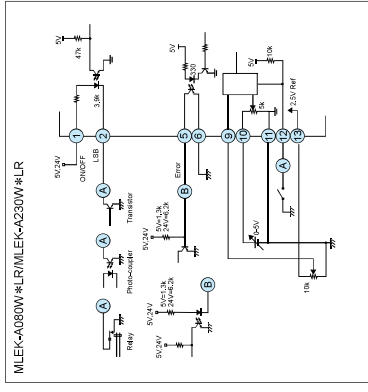 MLEK-A080W*LR/MLEK-A230W*LR
5V
47k
3,9k
5V,24V
1
ON/OFF
2
LSB
A
Transistor
A
Photo-coupler
A
Relay
5V
330
5
6
Error
B
5V,24V
5V=1,3k
24V=6,2k
5V,24V
5V=1,3k
24V=6,2k
B
5V
10k
5k
2,5V Ref
9
10
11
12
13
A
0-5V
10k